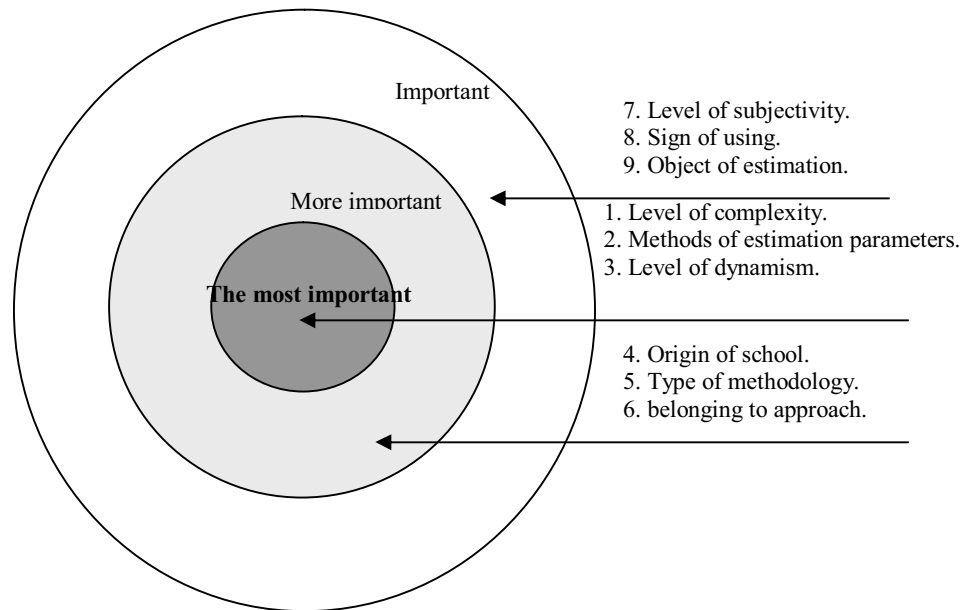 Important
7. Level of subjectivity.
8. Sign of using.
9. Object of estimation.
More important
1. Level of complexity.
2. Methods of estimation parameters.
3. Level of dynamism.
The most important
4. Origin of school.
5. Type of methodology.
6. belonging to approach.